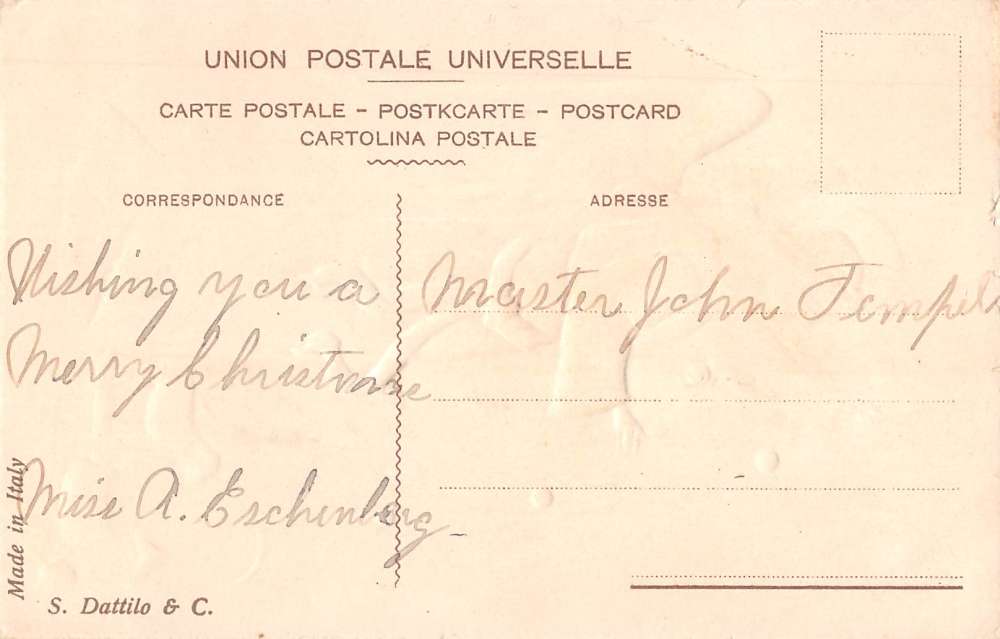 UNION POSTALE UNIVERSELLE
CARTE POSTALE - POSTKCARTE - POSTCARD
CARTOLINA POSTALE
CORRESPONDANCE
ADRESSE
Wishing you a
Merry Christmas
Miss A. Eschenberg
Master John
Made in Italy
S. Dattilo & C.